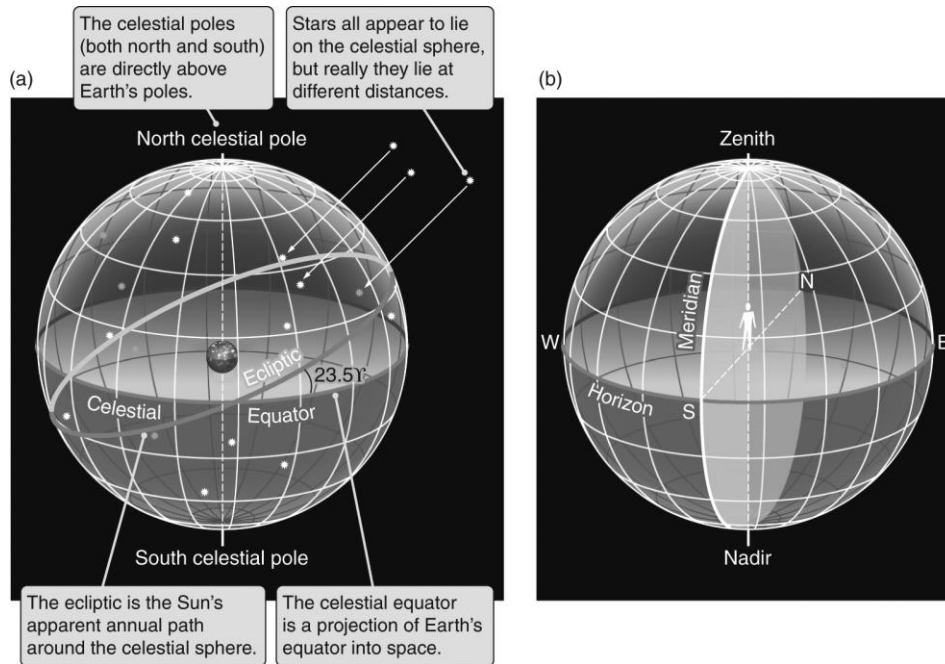 The celestial poles
(both north and south)
are directly above
Earth's poles.
Stars all appear to lie
on the celestial sphere,
but really they lie at
different distances.
(a)
North celestial pole
Ecliptic
23.5♈
Celestial
Equator
South celestial pole
The ecliptic is the Sun's
apparent annual path
around the celestial sphere.
The celestial equator
is a projection of Earth's
equator into space.
(b)
Zenith
N
Meridian
W
E
Horizon
S
Nadir